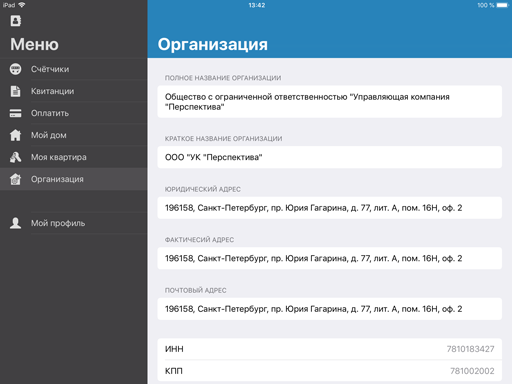 iPad 13:42 100 %
Меню
Счётчики
Квитанции
Оплатить
Мой дом
Моя квартира
Организация
Мой профиль
Организация
ПОЛНОЕ НАЗВАНИЕ ОРГАНИЗАЦИИ
Общество с ограниченной ответственностью "Управляющая компания
"Перспектива"
КРАТКОЕ НАЗВАНИЕ ОРГАНИЗАЦИИ
ООО "УК "Перспектива"
ЮРИДИЧЕСКИЙ АДРЕС
196158, Санкт-Петербург, пр. Юрия Гагарина, д. 77, лит. А, пом. 16Н, оф. 2
ФАКТИЧЕСИЙ АДРЕС
196158, Санкт-Петербург, пр. Юрия Гагарина, д. 77, лит. А, пом. 16Н, оф. 2
ПОЧТОВЫЙ АДРЕС
196158, Санкт-Петербург, пр. Юрия Гагарина, д. 77, лит. А, пом. 16Н, оф. 2
ИНН 7810183427
КПП 781002002